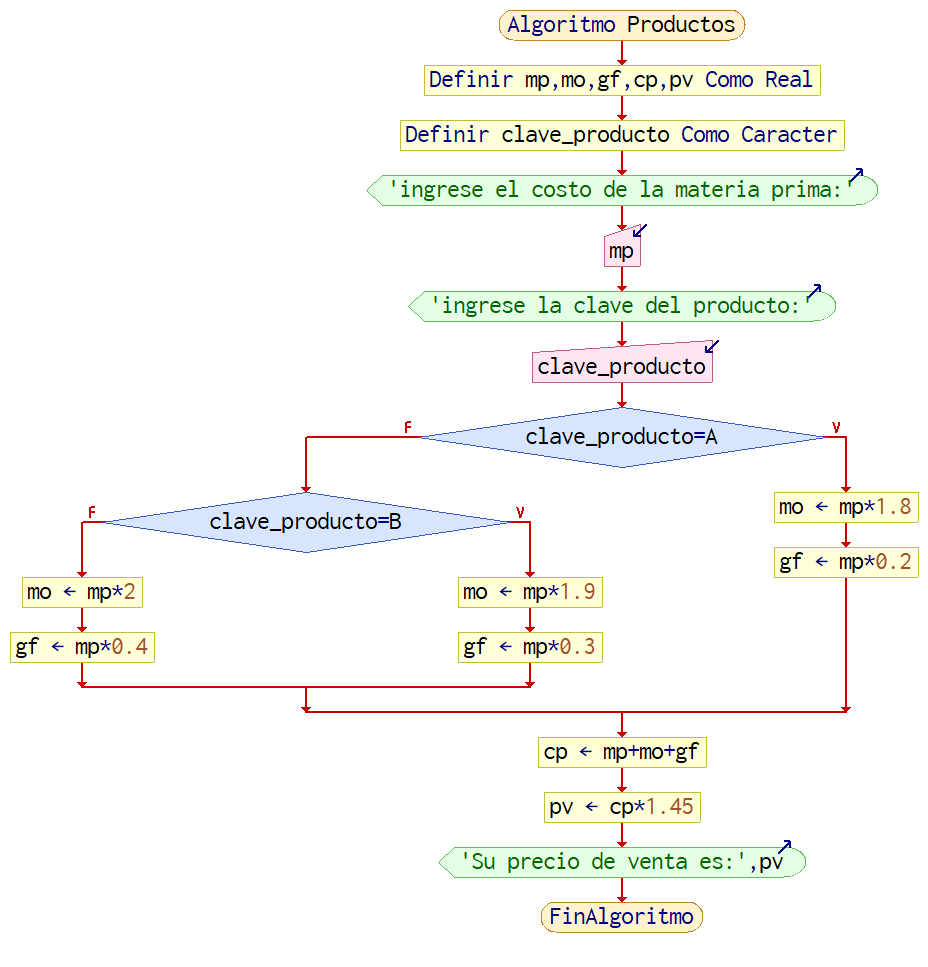 Algoritmo Productos
Definir mp,mo,gf,cp,pv Como Real
Definir clave_producto Como Caracter
'ingrese el costo de la materia prima:'
mp
'ingrese la clave del producto:'
clave_producto
clave_producto=A
F
V
clave_producto=B
F
V
mo ← mp*1.8
gf ← mp*0.2
mo ← mp*2
gf ← mp*0.4
mo ← mp*1.9
gf ← mp*0.3
cp ← mp+mo+gf
pv ← cp*1.45
'Su precio de venta es:',pv
FinAlgoritmo